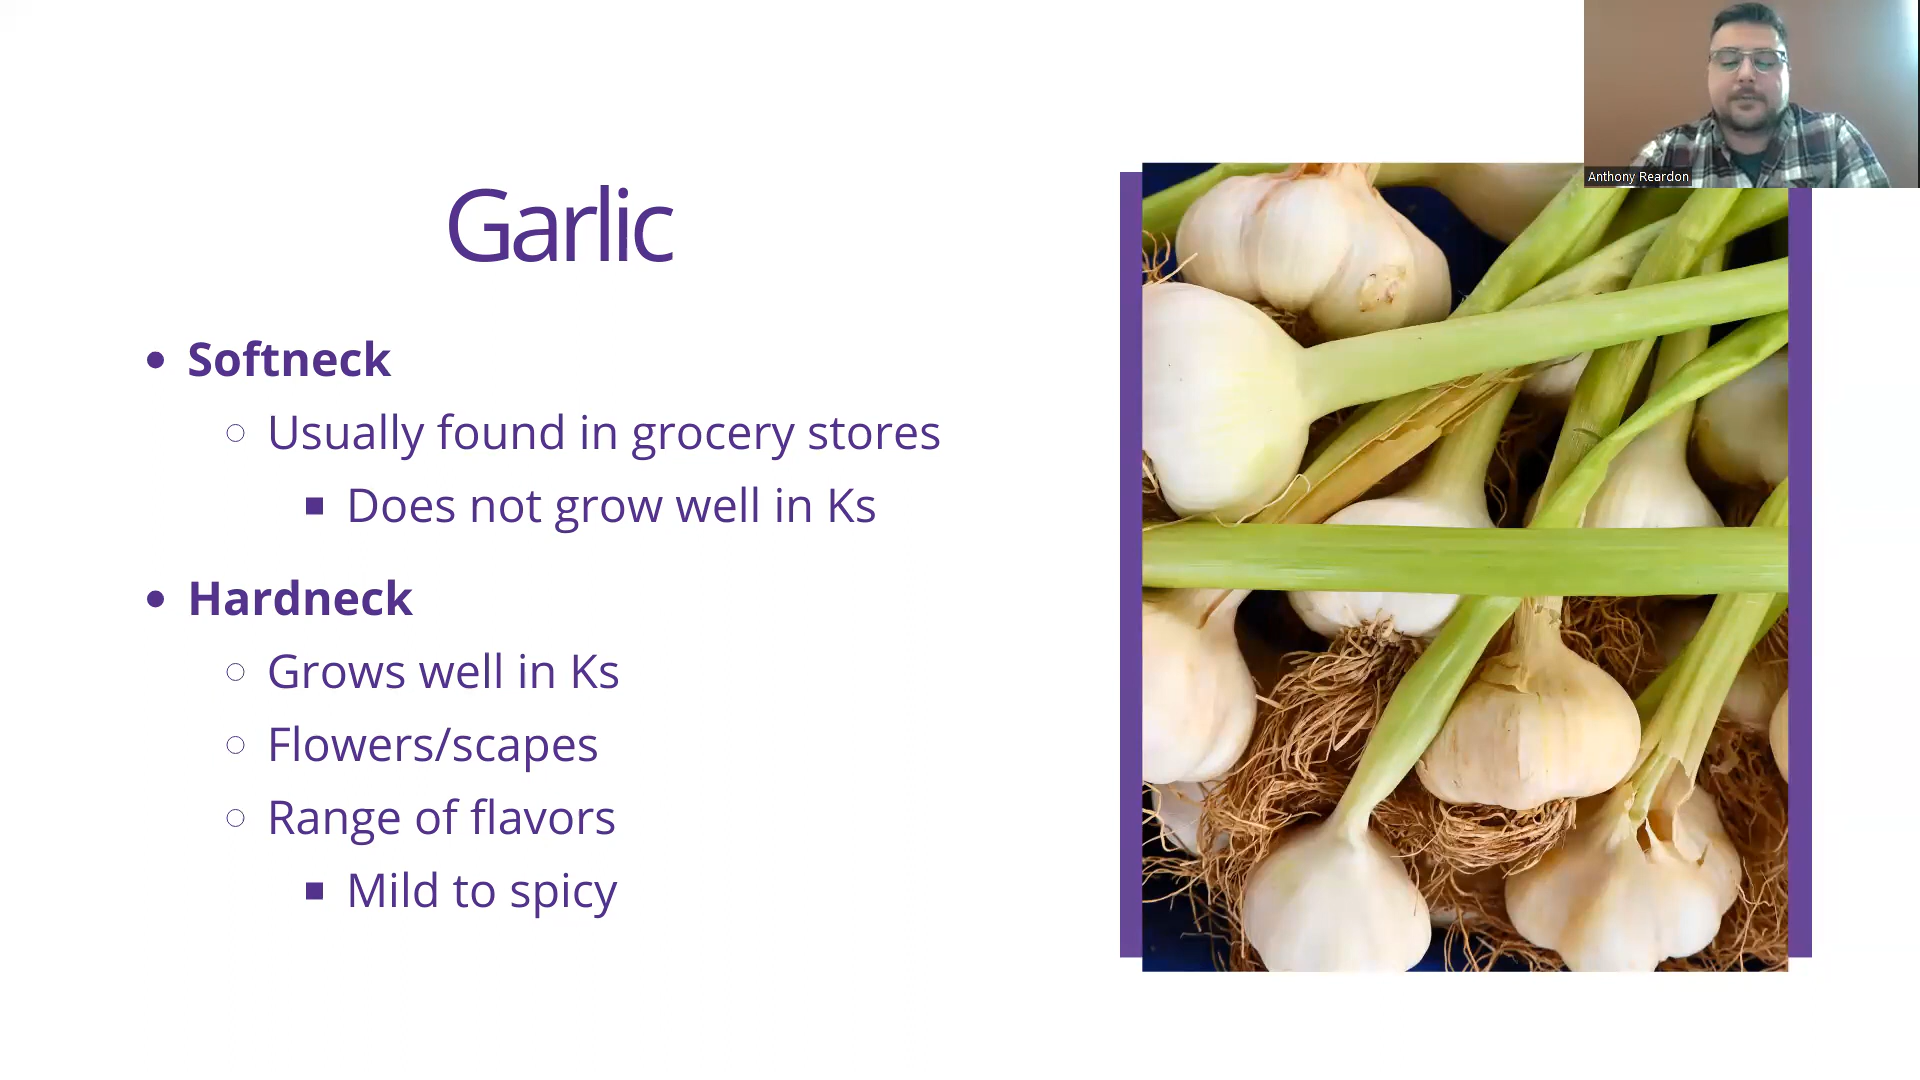 Garlic
Softneck
Usually found in grocery stores
Does not grow well in Ks
Hardneck
Grows well in Ks
Flowers/scapes
Range of flavors
Mild to spicy
Anthony Reardon